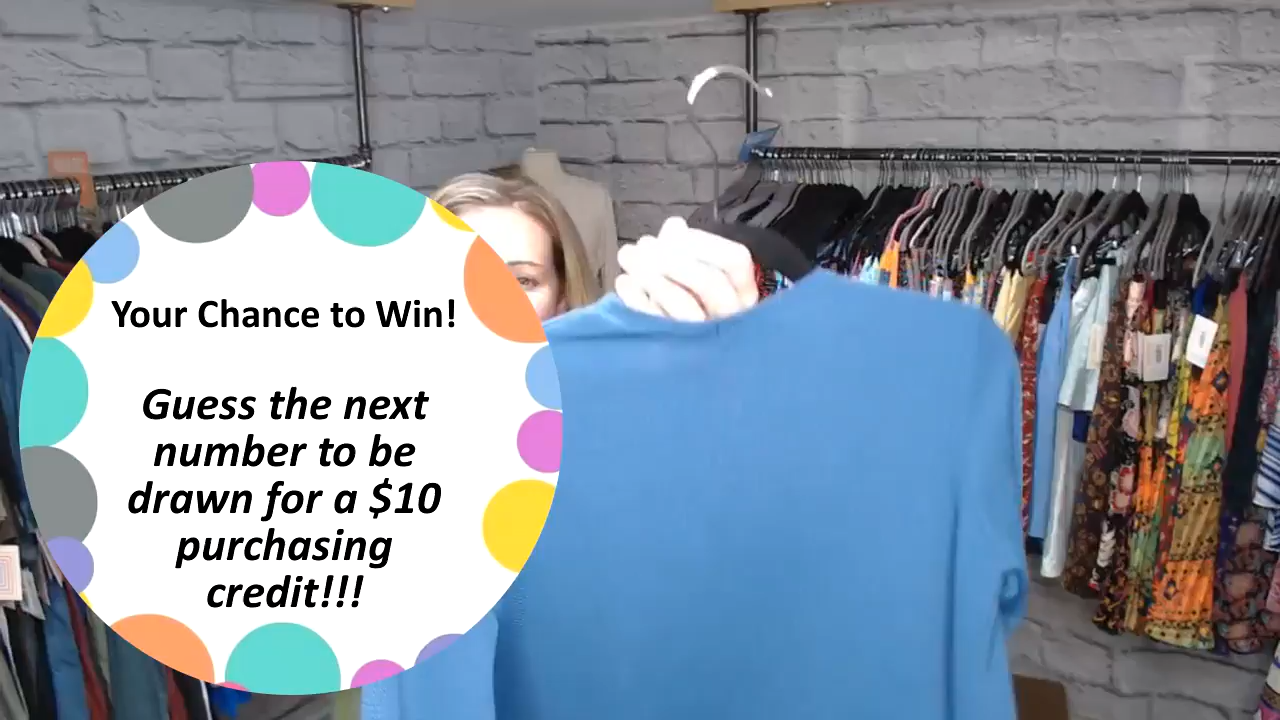 Your Chance to Win!
Guess the next
number to be
drawn for a $10
purchasing
credit!!!